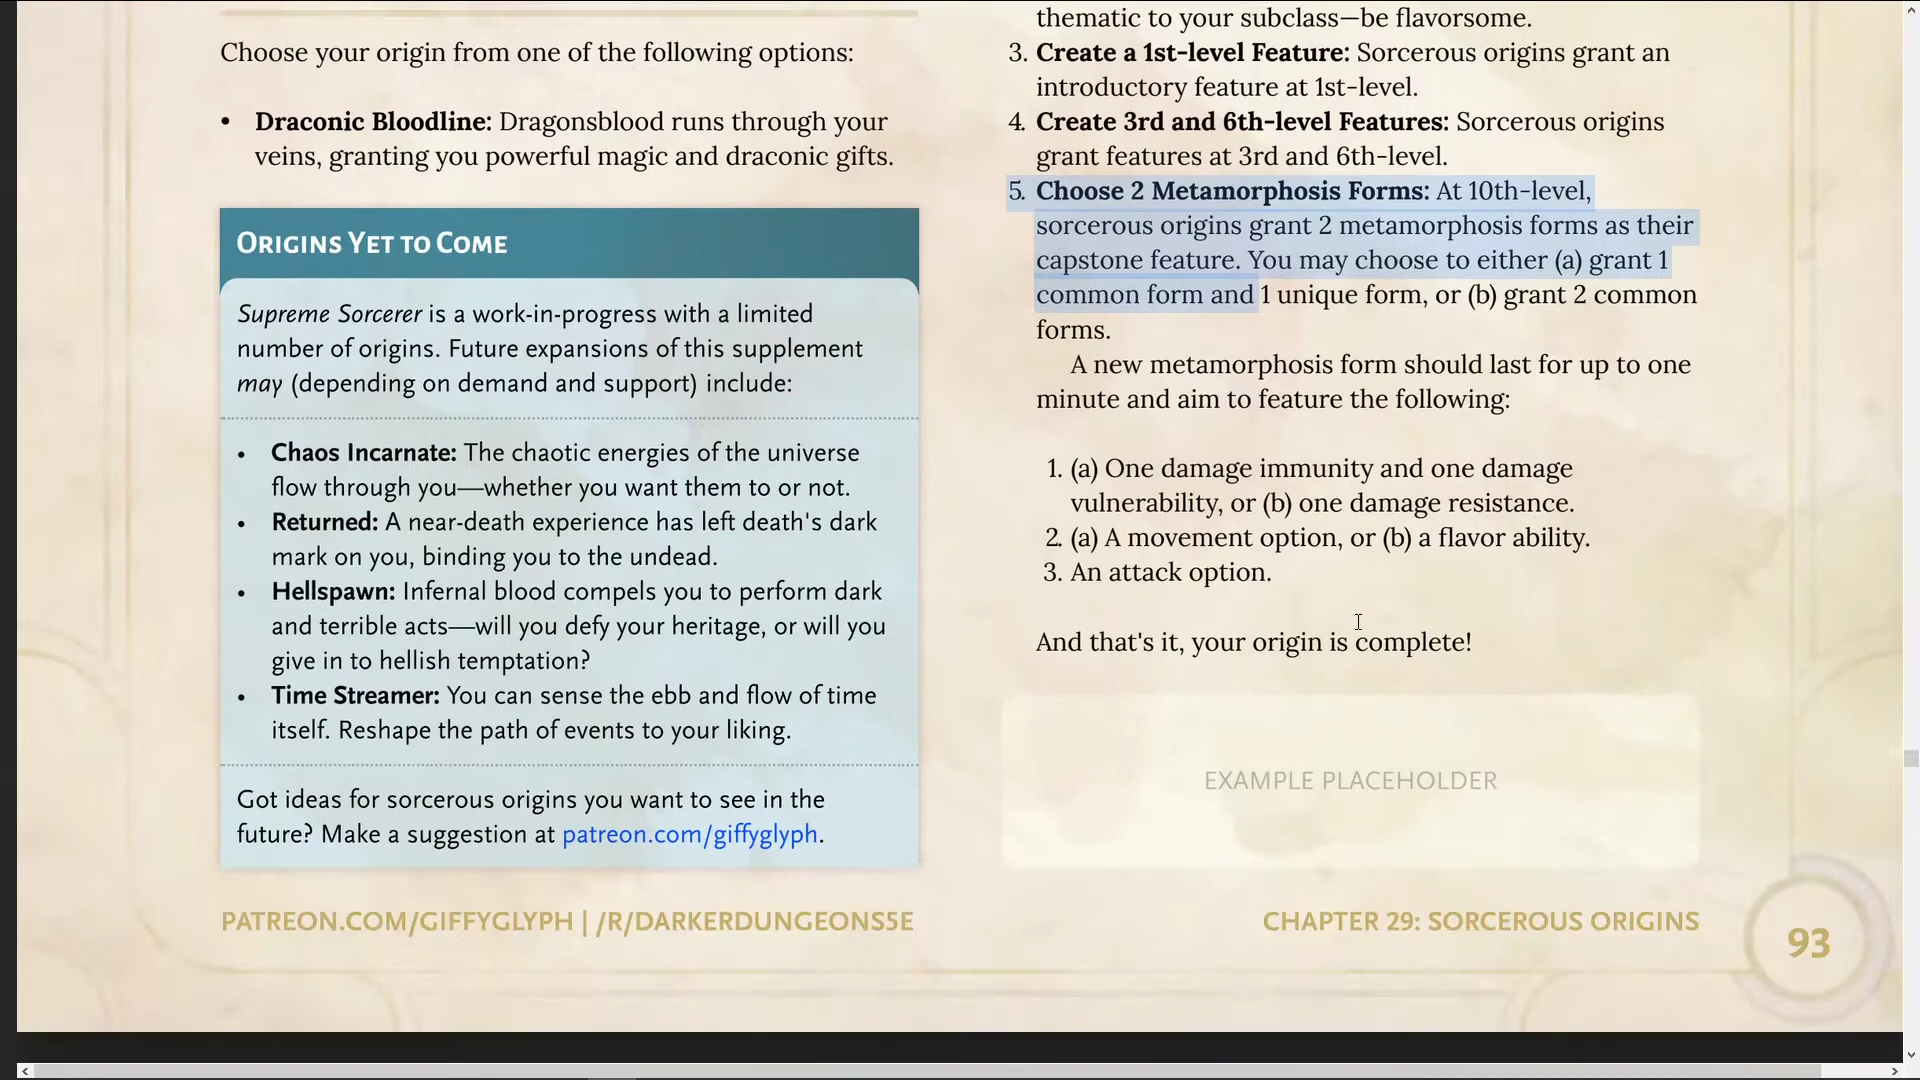 Choose your origin from one of the following options:
• Draconic Bloodline: Dragonsblood runs through your
veins, granting you powerful magic and draconic gifts.
Origins Yet to Come
Supreme Sorcerer is a work-in-progress with a limited
number of origins. Future expansions of this supplement
may (depending on demand and support) include:
• Chaos Incarnate: The chaotic energies of the universe
flow through you—whether you want them to or not.
• Returned: A near-death experience has left death's dark
mark on you, binding you to the undead.
• Hellspawn: Infernal blood compels you to perform dark
and terrible acts—will you defy your heritage, or will you
give in to hellish temptation?
• Time Streamer: You can sense the ebb and flow of time
itself. Reshape the path of events to your liking.
Got ideas for sorcerous origins you want to see in the
future? Make a suggestion at patreon.com/giffyglyph.
thematic to your subclass—be flavorsome.
3. Create a 1st-level Feature: Sorcerous origins grant an
introductory feature at 1st-level.
4. Create 3rd and 6th-level Features: Sorcerous origins
grant features at 3rd and 6th-level.
5. Choose 2 Metamorphosis Forms: At 10th-level,
sorcerous origins grant 2 metamorphosis forms as their
capstone feature. You may choose to either (a) grant 1
common form and 1 unique form, or (b) grant 2 common
forms.
A new metamorphosis form should last for up to one
minute and aim to feature the following:
1. (a) One damage immunity and one damage
vulnerability, or (b) one damage resistance.
2. (a) A movement option, or (b) a flavor ability.
3. An attack option.
And that's it, your origin is complete!
EXAMPLE PLACEHOLDER
PATREON.COM/GIFFYGLYPH | /R/DARKERDUNGEONS5E
CHAPTER 29: SORCEROUS ORIGINS
93